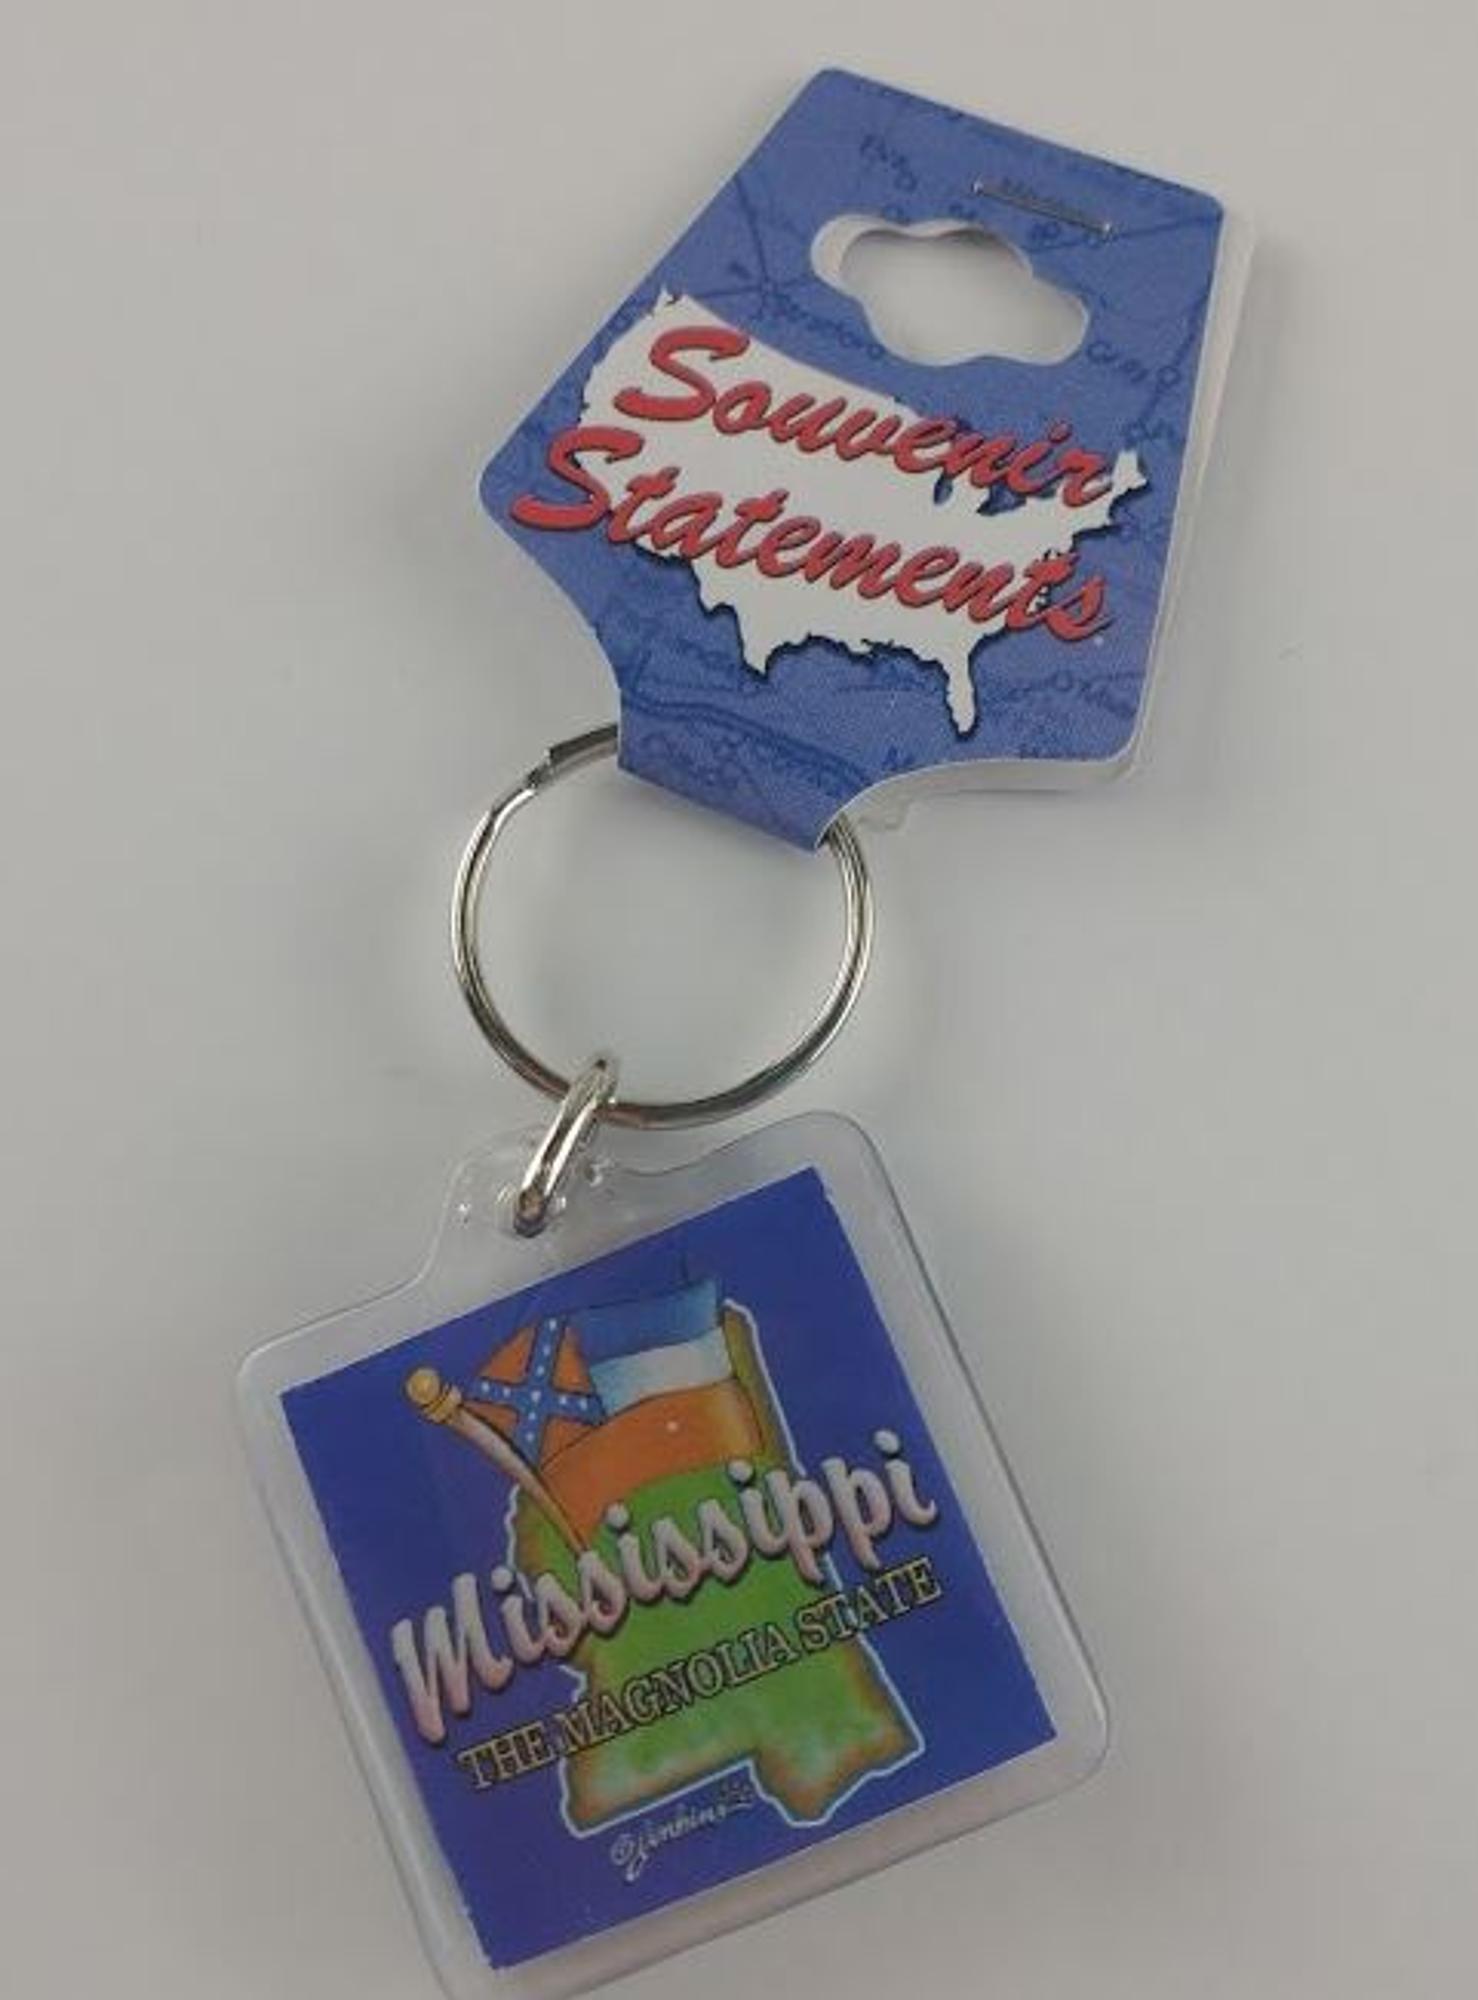 Souvenir
Statements
Mississippi
THE MAGNOLIA STATE